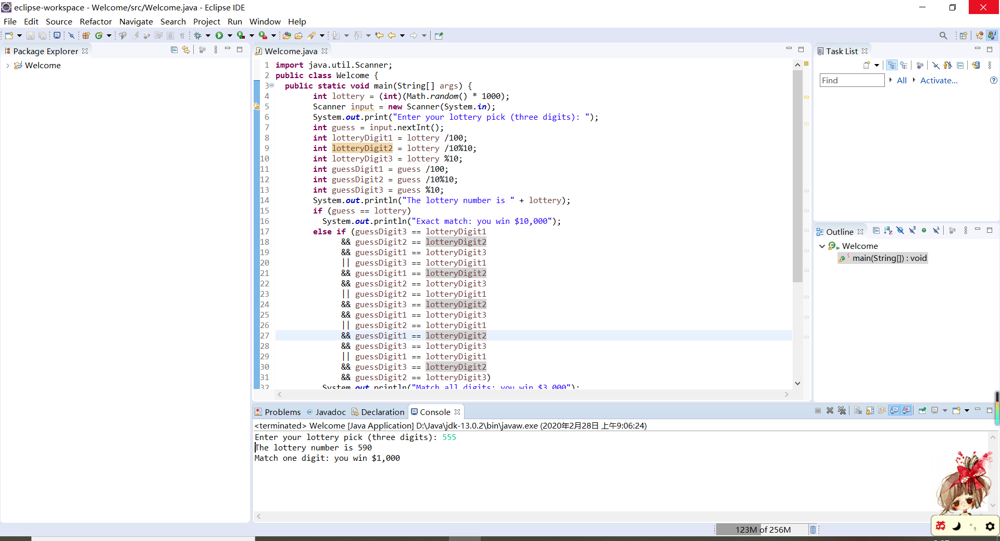 eclipse-workspace - Welcome/src/Welcome.java - Eclipse IDE
File Edit Source Refactor Navigate Search Project Run Window Help
Package Explorer
Welcome
Welcome.java
1 import java.util.Scanner;
2 public class Welcome {
3 public static void main(String[] args) {
4 int lottery = (int)(Math.random() * 1000);
5 Scanner input = new Scanner(System.in);
6 System.out.print("Enter your lottery pick (three digits): ");
7 int guess = input.nextInt();
8 int lotteryDigit1 = lottery /100;
9 int lotteryDigit2 = lottery /10%10;
10 int lotteryDigit3 = lottery %10;
11 int guessDigit1 = guess /100;
12 int guessDigit2 = guess /10%10;
13 int guessDigit3 = guess %10;
14 System.out.println("The lottery number is " + lottery);
15 if (guess == lottery)
16 System.out.println("Exact match: you win $10,000");
17 else if (guessDigit3 == lotteryDigit1
18 && guessDigit2 == lotteryDigit2
19 && guessDigit1 == lotteryDigit3
20 || guessDigit3 == lotteryDigit1
21 && guessDigit1 == lotteryDigit2
22 && guessDigit2 == lotteryDigit3
23 || guessDigit2 == lotteryDigit1
24 && guessDigit3 == lotteryDigit2
25 && guessDigit1 == lotteryDigit3
26 || guessDigit2 == lotteryDigit1
27 && guessDigit1 == lotteryDigit2
28 && guessDigit3 == lotteryDigit3
29 || guessDigit1 == lotteryDigit1
30 && guessDigit3 == lotteryDigit2
31 && guessDigit2 == lotteryDigit3)
32 System.out.println("Match all digits: you win $3,000");
Task List
Find All Activate...
Outline
Welcome
main(String[]) : void
Problems @ Javadoc Declaration Console
<terminated> Welcome [Java Application] D:\Java\jdk-13.0.2\bin\javaw.exe (2020年2月28日 上午9:06:24)
Enter your lottery pick (three digits): 555
The lottery number is 590
Match one digit: you win $1,000
123M of 256M
英